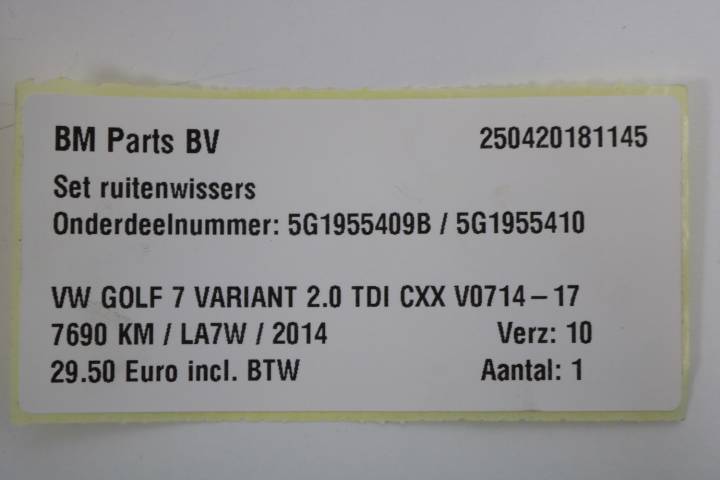 BM Parts BV 250420181145
Set ruitenwissers
Onderdeelnummer: 5G1955409B / 5G1955410
VW GOLF 7 VARIANT 2.0 TDI CXX V0714-17
7690 KM / LA7W / 2014 Verz: 10
29.50 Euro incl. BTW Aantal: 1